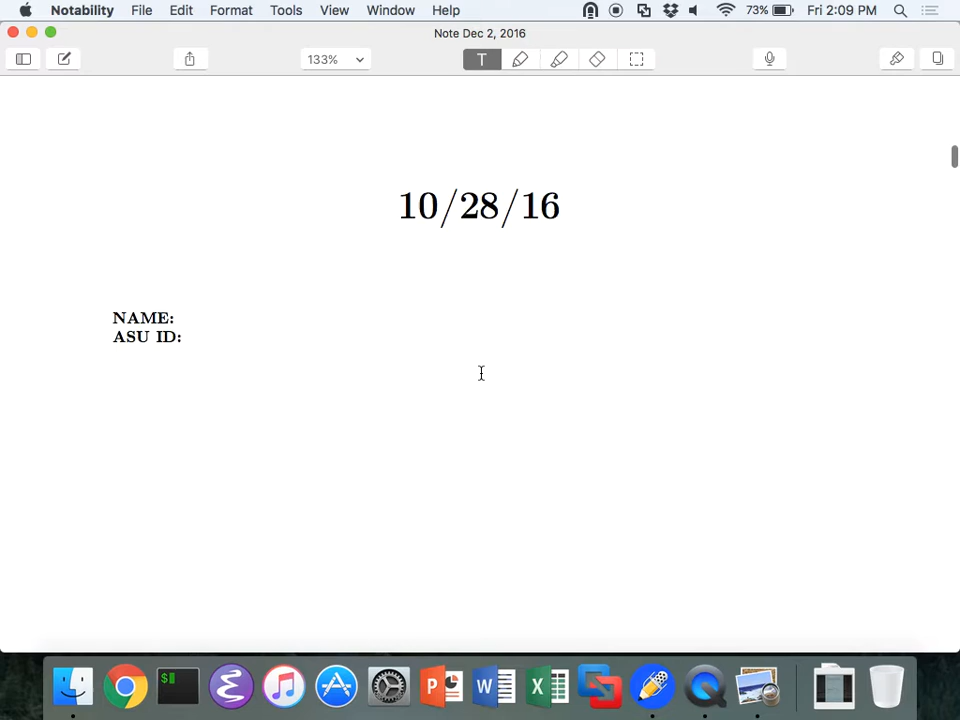 Notability File Edit Format Tools View Window Help 73% Fri 2:09 PM
Note Dec 2, 2016
133% T
10/28/16
NAME:
ASU ID:
$ P W X